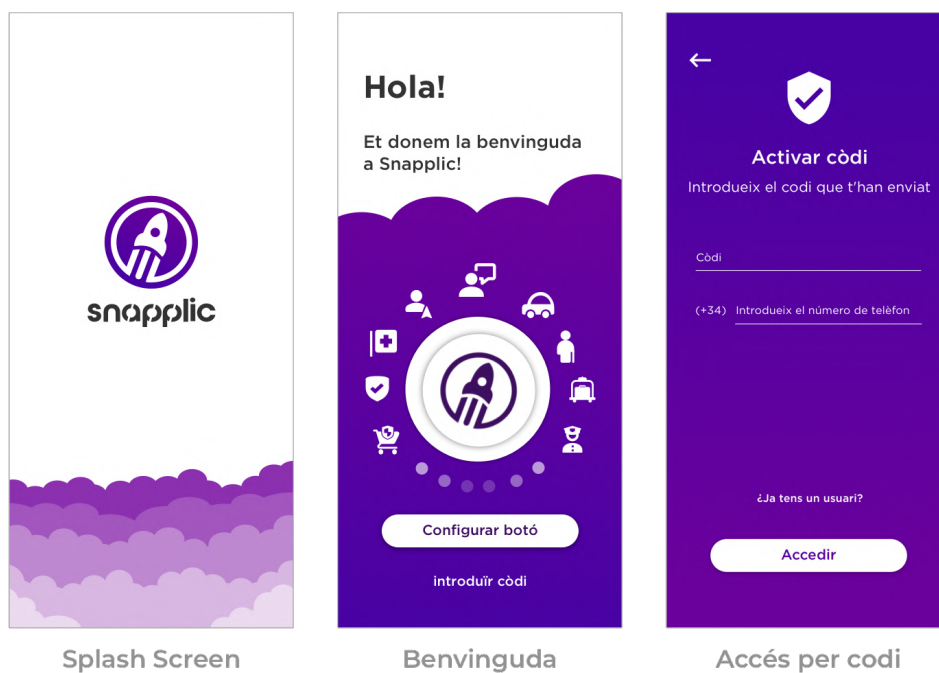 snapplic
Splash Screen
Hola!
Et donem la benvinguda
a Snapplic!
Configurar botó
introduïr còdi
Benvinguda
Activar còdi
Introdueix el codi que t'han enviat
Còdi
(+34) Introdueix el número de telèfon
¿Ja tens un usuari?
Accedir
Accés per codi